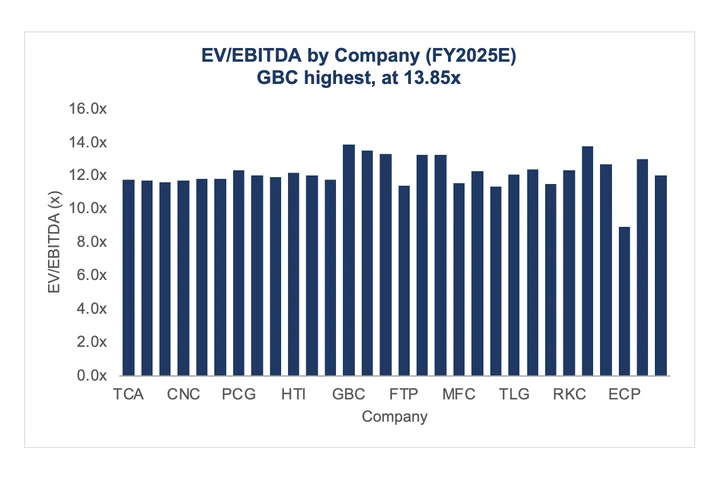 EV/EBITDA by Company (FY2025E)
GBC highest, at 13.85x
16.0x
14.0x
12.0x
10.0x
8.0x
6.0x
4.0x
2.0x
0.0x
EV/EBITDA (x)
TCA CNC PCG HTI GBC FTP MFC TLG RKC ECP
Company